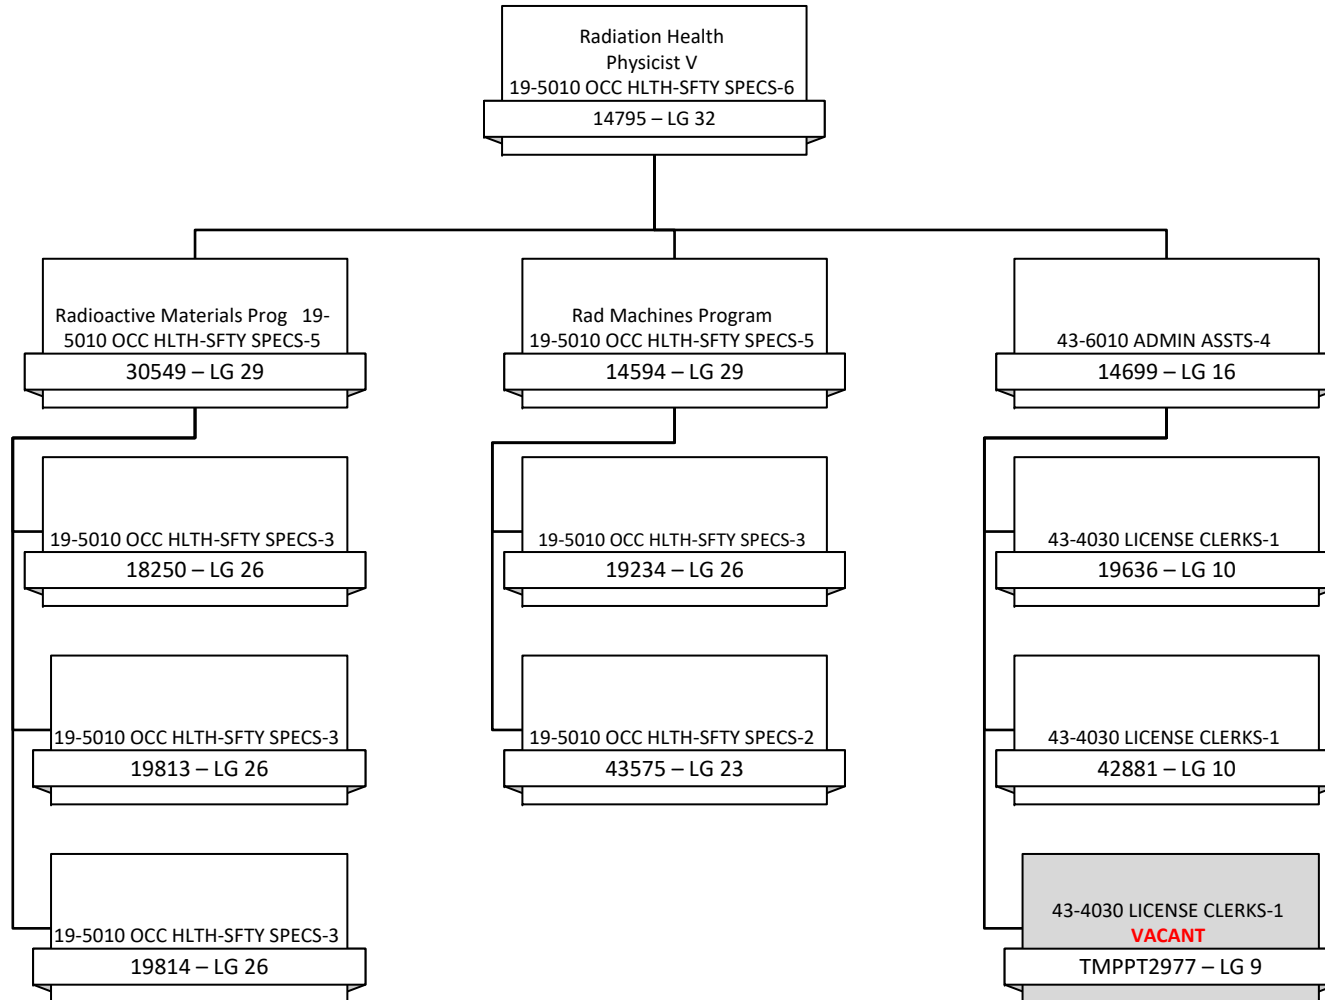 Radiation Health
Physicist V
19-5010 OCC HLTH-SFTY SPECS-6
14795 – LG 32
Radioactive Materials Prog   19-
5010 OCC HLTH-SFTY SPECS-5
30549 – LG 29
Rad Machines Program
19-5010 OCC HLTH-SFTY SPECS-5
14594 – LG 29
43-6010 ADMIN ASSTS-4
14699 – LG 16
19-5010 OCC HLTH-SFTY SPECS-3
18250 – LG 26
19-5010 OCC HLTH-SFTY SPECS-3
19234 – LG 26
43-4030 LICENSE CLERKS-1
19636 – LG 10
19-5010 OCC HLTH-SFTY SPECS-3
19813 – LG 26
19-5010 OCC HLTH-SFTY SPECS-2
43575 – LG 23
43-4030 LICENSE CLERKS-1
42881 – LG 10
19-5010 OCC HLTH-SFTY SPECS-3
19814 – LG 26
43-4030 LICENSE CLERKS-1
VACANT
TMPPT2977 – LG 9